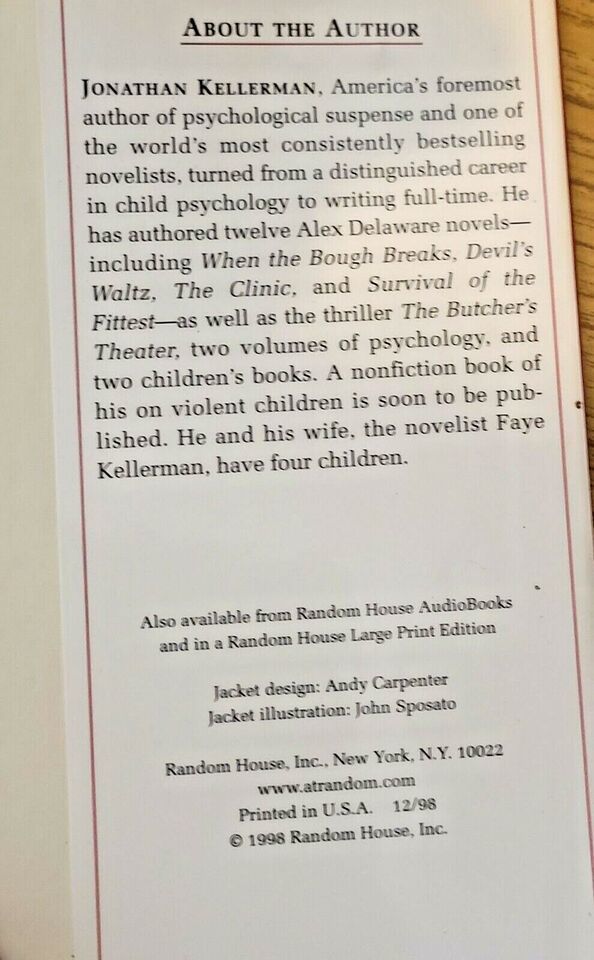 ABOUT THE AUTHOR
JONATHAN KELLERMAN, America's foremost
author of psychological suspense and one of
the world's most consistently bestselling
novelists, turned from a distinguished career
in child psychology to writing full-time. He
has authored twelve Alex Delaware novels—
including When the Bough Breaks, Devil's
Waltz, The Clinic, and Survival of the
Fittest—as well as the thriller The Butcher's
Theater, two volumes of psychology, and
two children's books. A nonfiction book of
his on violent children is soon to be pub-
lished. He and his wife, the novelist Faye
Kellerman, have four children.
Also available from Random House AudioBooks
and in a Random House Large Print Edition
Jacket design: Andy Carpenter
Jacket illustration: John Sposato
Random House, Inc., New York, N.Y. 10022
www.atrandom.com
Printed in U.S.A. 12/98
© 1998 Random House, Inc.